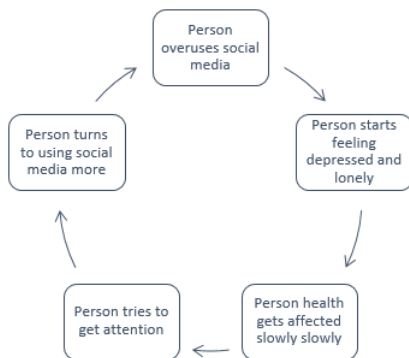 Person
overuses social
media
Person starts
feeling
depressed and
lonely
Person health
gets affected
slowly slowly
Person tries to
get attention
Person turns
to using social
media more